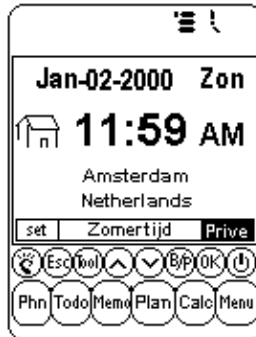 Jan-02-2000 Zon
11:59 AM
Amsterdam
Netherlands
set Zomertijd Prive
Esc Tool B/P OK
Phn Todo Memo Plan Calc Menu